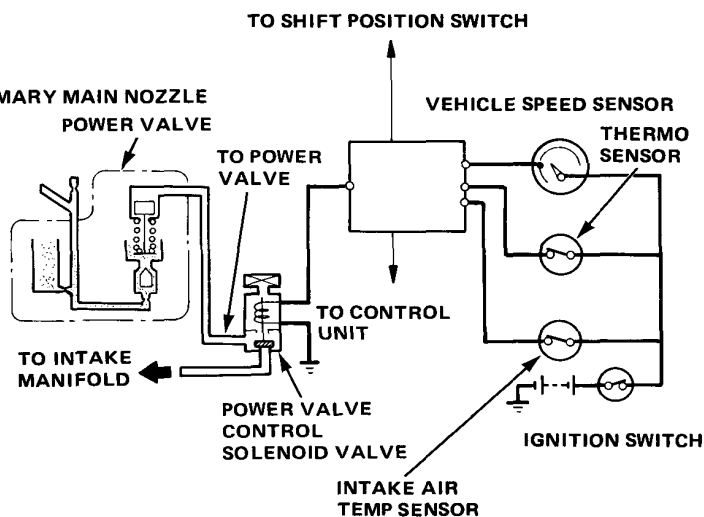 TO SHIFT POSITION SWITCH
MARY MAIN NOZZLE
POWER VALVE
VEHICLE SPEED SENSOR
THERMO
SENSOR
TO POWER
VALVE
TO CONTROL
UNIT
TO INTAKE
MANIFOLD
POWER VALVE
CONTROL
SOLENOID VALVE
IGNITION SWITCH
INTAKE AIR
TEMP SENSOR